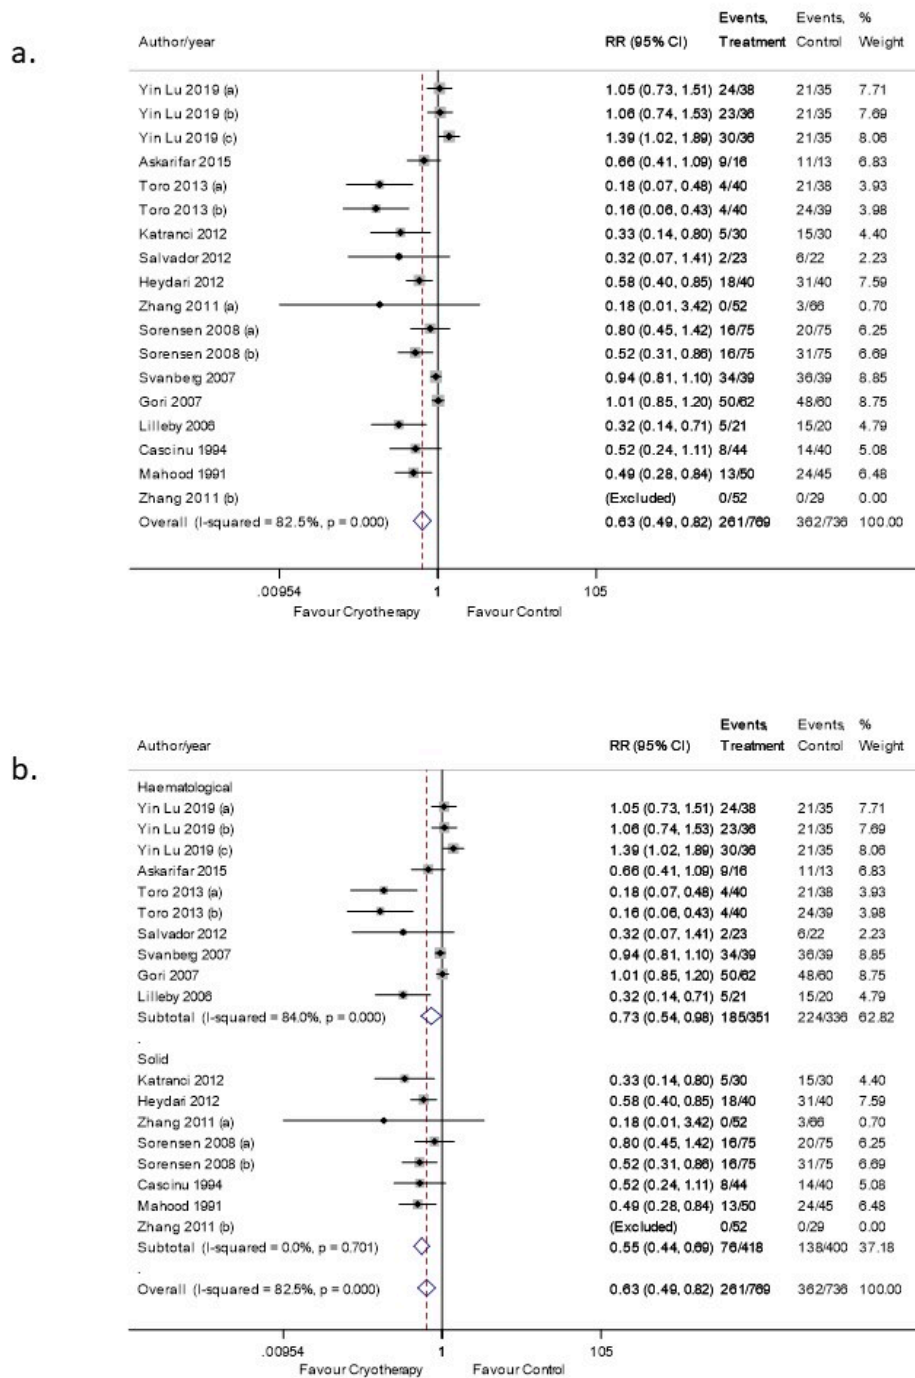 a.
Events, Events, %
Author/year RR (95% CI) Treatment Control Weight
Yin Lu 2019 (a) 1.05 (0.73, 1.51) 24/38 21/35 7.71
Yin Lu 2019 (b) 1.06 (0.74, 1.53) 23/36 21/35 7.69
Yin Lu 2019 (c) 1.39 (1.02, 1.89) 30/36 21/35 8.06
Askarifar 2015 0.66 (0.41, 1.09) 9/16 11/13 6.83
Toro 2013 (a) 0.18 (0.07, 0.48) 4/40 21/38 3.93
Toro 2013 (b) 0.16 (0.06, 0.43) 4/40 24/39 3.98
Katranci 2012 0.33 (0.14, 0.80) 5/30 15/30 4.40
Salvador 2012 0.32 (0.07, 1.41) 2/23 6/22 2.23
Heydari 2012 0.58 (0.40, 0.85) 18/40 31/40 7.59
Zhang 2011 (a) 0.18 (0.01, 3.42) 0/52 3/66 0.70
Sorensen 2008 (a) 0.80 (0.45, 1.42) 16/75 20/75 6.25
Sorensen 2008 (b) 0.52 (0.31, 0.86) 16/75 31/75 6.69
Svanberg 2007 0.94 (0.81, 1.10) 34/39 36/39 8.85
Gori 2007 1.01 (0.85, 1.20) 50/62 48/60 8.75
Lilleby 2006 0.32 (0.14, 0.71) 5/21 15/20 4.79
Cascinu 1994 0.52 (0.24, 1.11) 8/44 14/40 5.08
Mahood 1991 0.49 (0.28, 0.84) 13/50 24/45 6.48
Zhang 2011 (b) (Excluded) 0/52 0/29 0.00
Overall (I-squared = 82.5%, p = 0.000) 0.63 (0.49, 0.82) 261/769 362/736 100.00
.00954 1 105
Favour Cryotherapy Favour Control
b.
Events, Events, %
Author/year RR (95% CI) Treatment Control Weight
Haematological
Yin Lu 2019 (a) 1.05 (0.73, 1.51) 24/38 21/35 7.71
Yin Lu 2019 (b) 1.06 (0.74, 1.53) 23/36 21/35 7.69
Yin Lu 2019 (c) 1.39 (1.02, 1.89) 30/36 21/35 8.06
Askarifar 2015 0.66 (0.41, 1.09) 9/16 11/13 6.83
Toro 2013 (a) 0.18 (0.07, 0.48) 4/40 21/38 3.93
Toro 2013 (b) 0.16 (0.06, 0.43) 4/40 24/39 3.98
Salvador 2012 0.32 (0.07, 1.41) 2/23 6/22 2.23
Svanberg 2007 0.94 (0.81, 1.10) 34/39 36/39 8.85
Gori 2007 1.01 (0.85, 1.20) 50/62 48/60 8.75
Lilleby 2006 0.32 (0.14, 0.71) 5/21 15/20 4.79
Subtotal (I-squared = 84.0%, p = 0.000) 0.73 (0.54, 0.98) 185/351 224/336 62.82
.
Solid
Katranci 2012 0.33 (0.14, 0.80) 5/30 15/30 4.40
Heydari 2012 0.58 (0.40, 0.85) 18/40 31/40 7.59
Zhang 2011 (a) 0.18 (0.01, 3.42) 0/52 3/66 0.70
Sorensen 2008 (a) 0.80 (0.45, 1.42) 16/75 20/75 6.25
Sorensen 2008 (b) 0.52 (0.31, 0.86) 16/75 31/75 6.69
Cascinu 1994 0.52 (0.24, 1.11) 8/44 14/40 5.08
Mahood 1991 0.49 (0.28, 0.84) 13/50 24/45 6.48
Zhang 2011 (b) (Excluded) 0/52 0/29 0.00
Subtotal (I-squared = 0.0%, p = 0.701) 0.55 (0.44, 0.69) 76/418 138/400 37.18
.
Overall (I-squared = 82.5%, p = 0.000) 0.63 (0.49, 0.82) 261/769 362/736 100.00
.00954 1 105
Favour Cryotherapy Favour Control